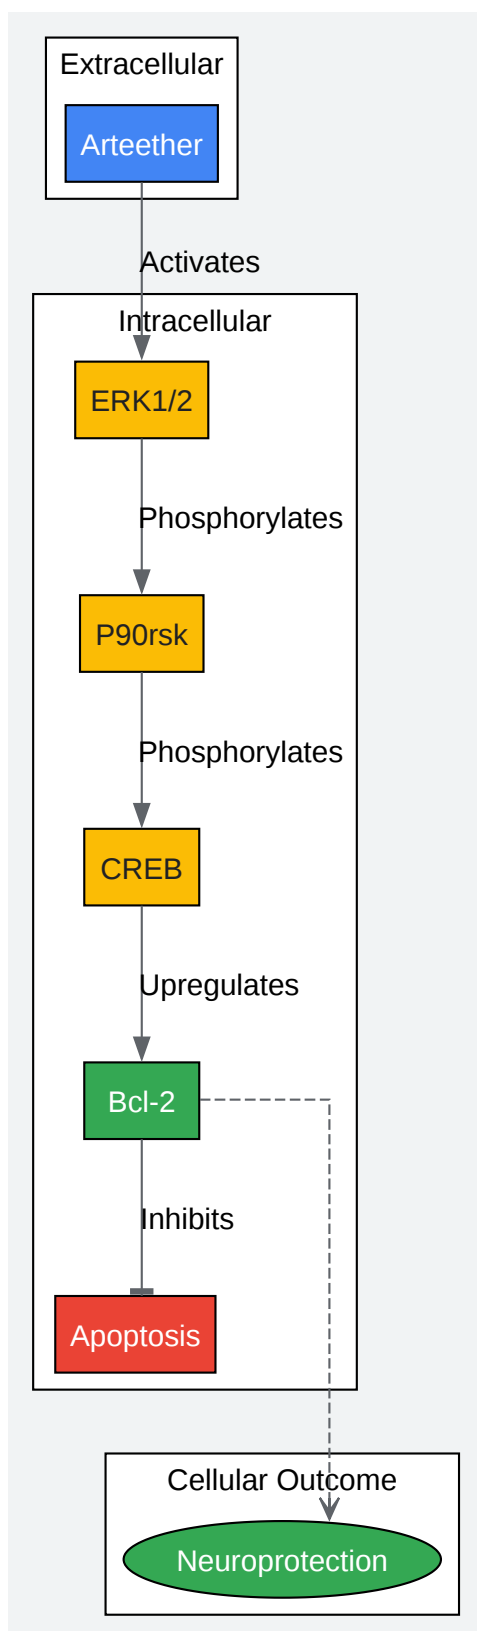 Extracellular
Arteether
Activates
Intracellular
ERK1/2
Phosphorylates
P90rsk
Phosphorylates
CREB
Upregulates
Bcl-2
Inhibits
Apoptosis
Cellular Outcome
Neuroprotection